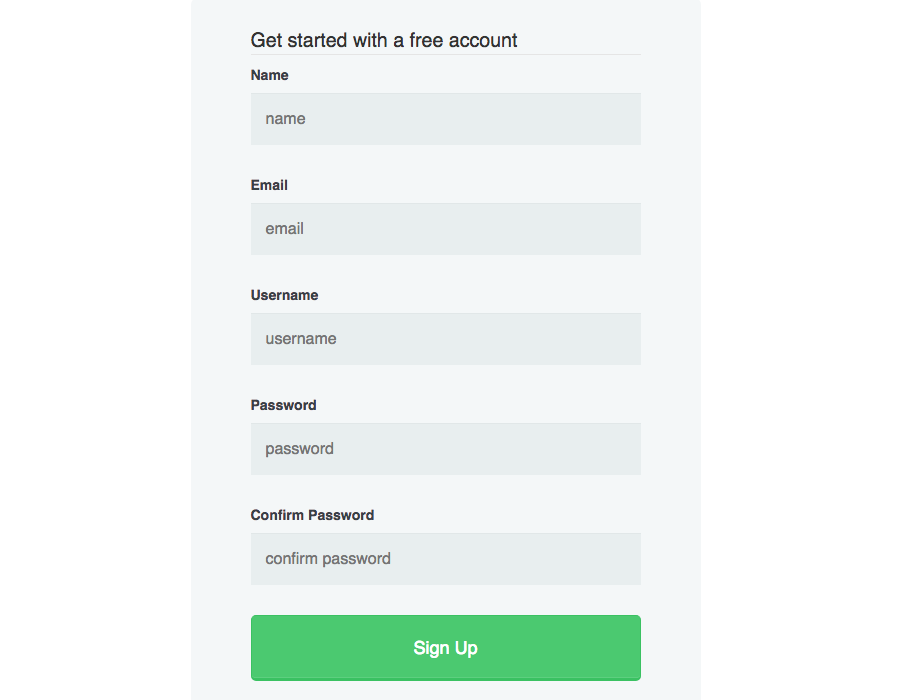 Get started with a free account
Name
name
Email
email
Username
username
Password
password
Confirm Password
confirm password
Sign Up